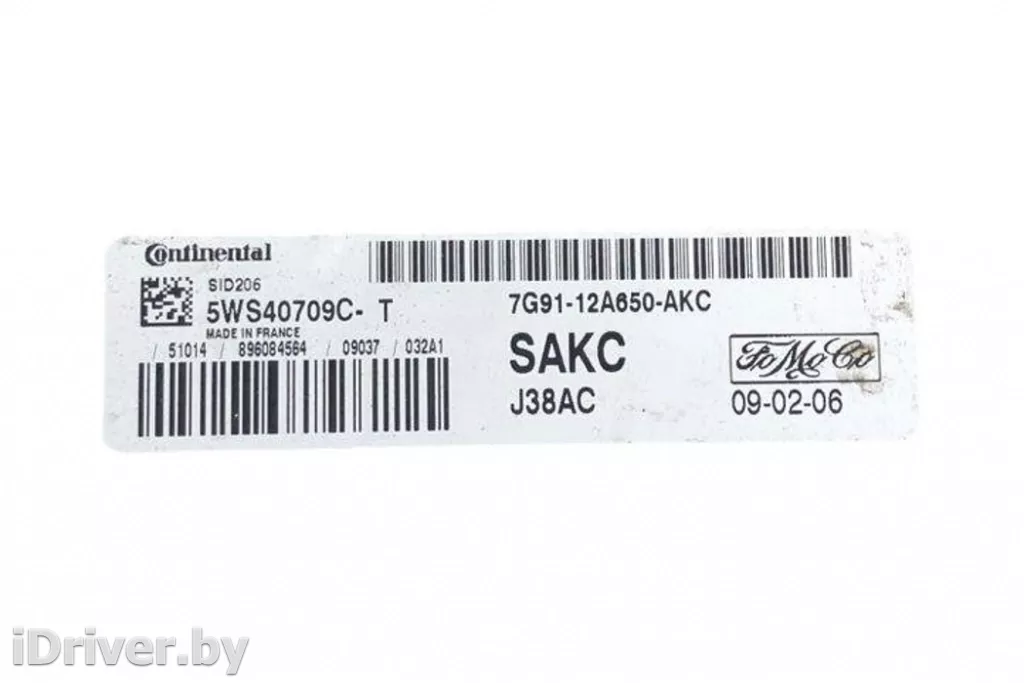 Continental
SID206
5WS40709C- T
MADE IN FRANCE
/ 51014 / 896084564 / 09037 / 032A1
7G91-12A650-AKC
SAKC
J38AC
FoMoCo
09-02-06
iDriver.by